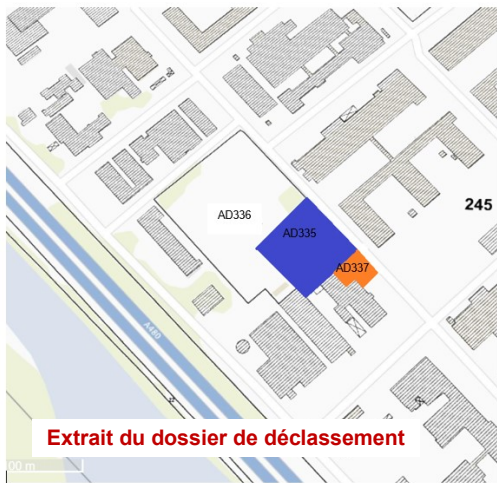 AD336
AD335
245
AD337
A480
Extrait du dossier de déclassement
00 m